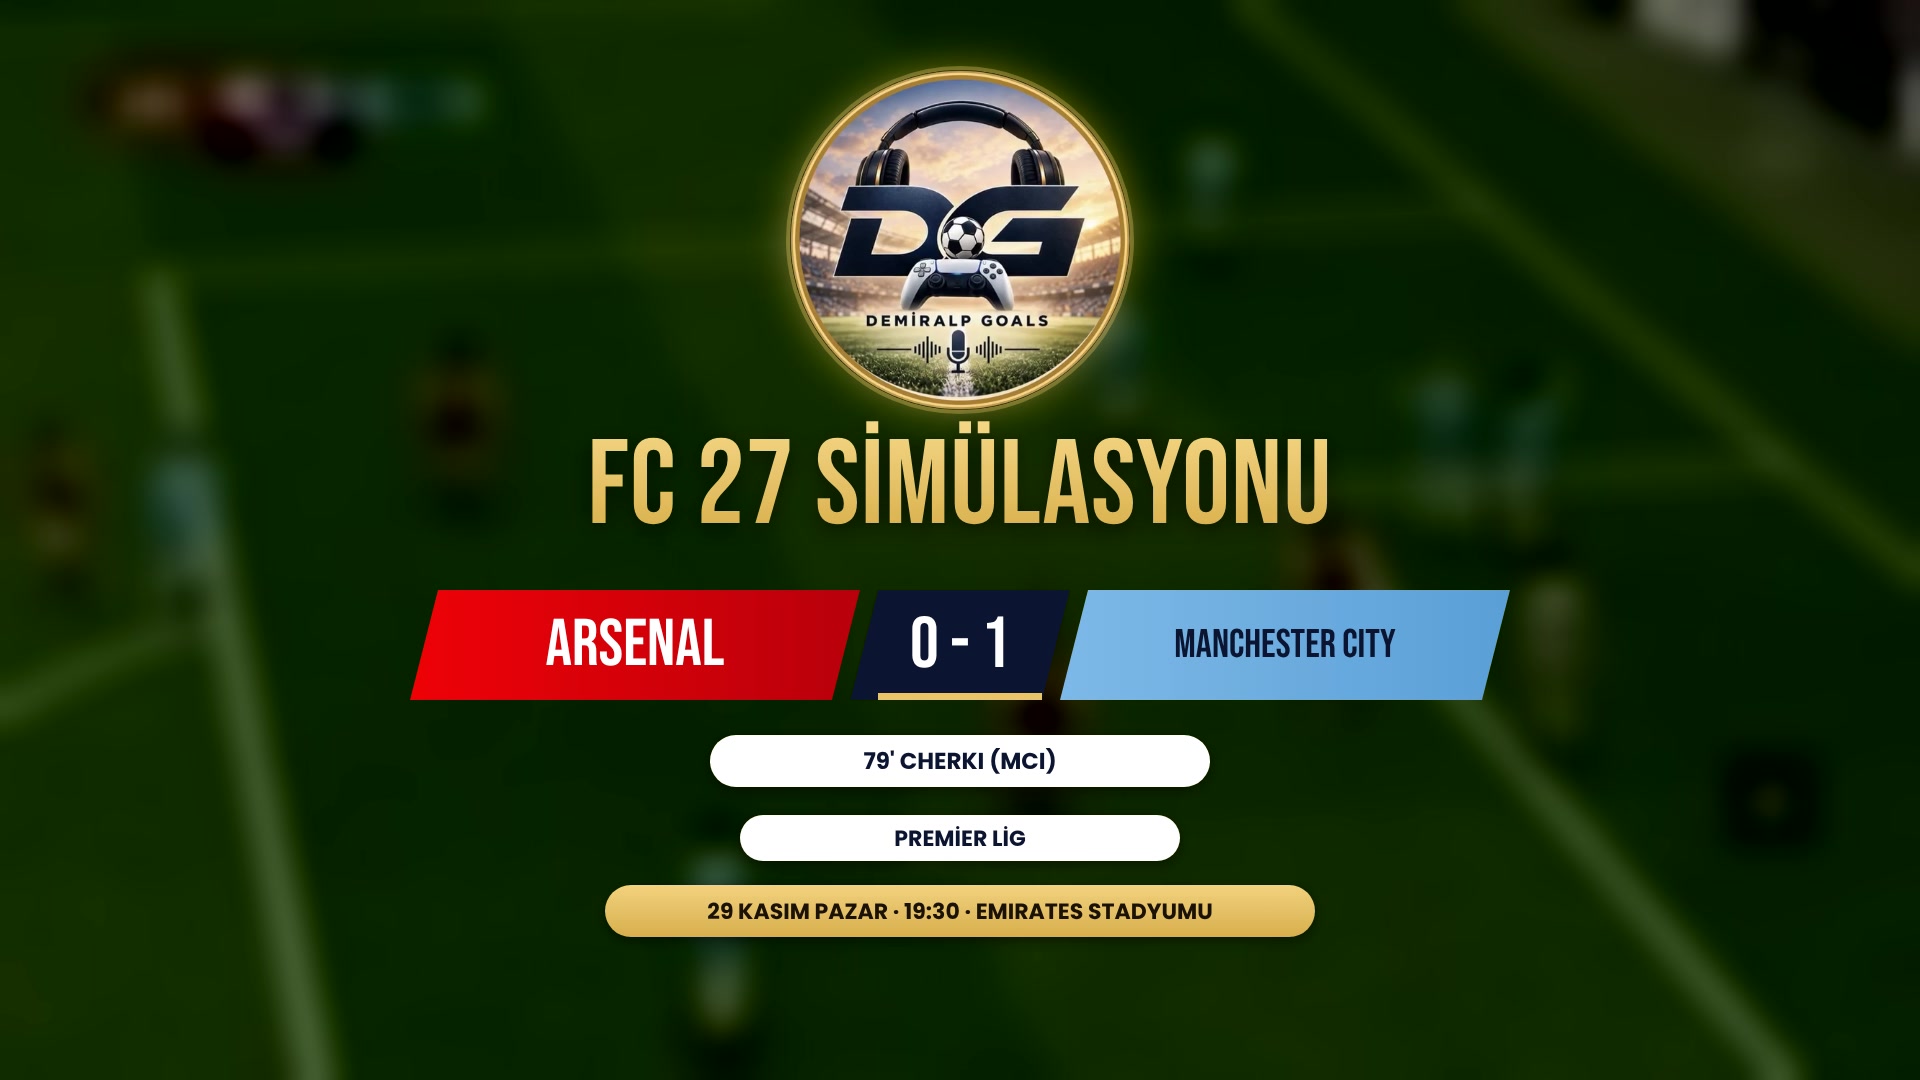 DG
DEMİRALP GOALS
FC 27 SİMÜLASYONU
ARSENAL
0 - 1
MANCHESTER CITY
79' CHERKI (MCI)
PREMİER LİG
29 KASIM PAZAR · 19:30 · EMIRATES STADYUMU